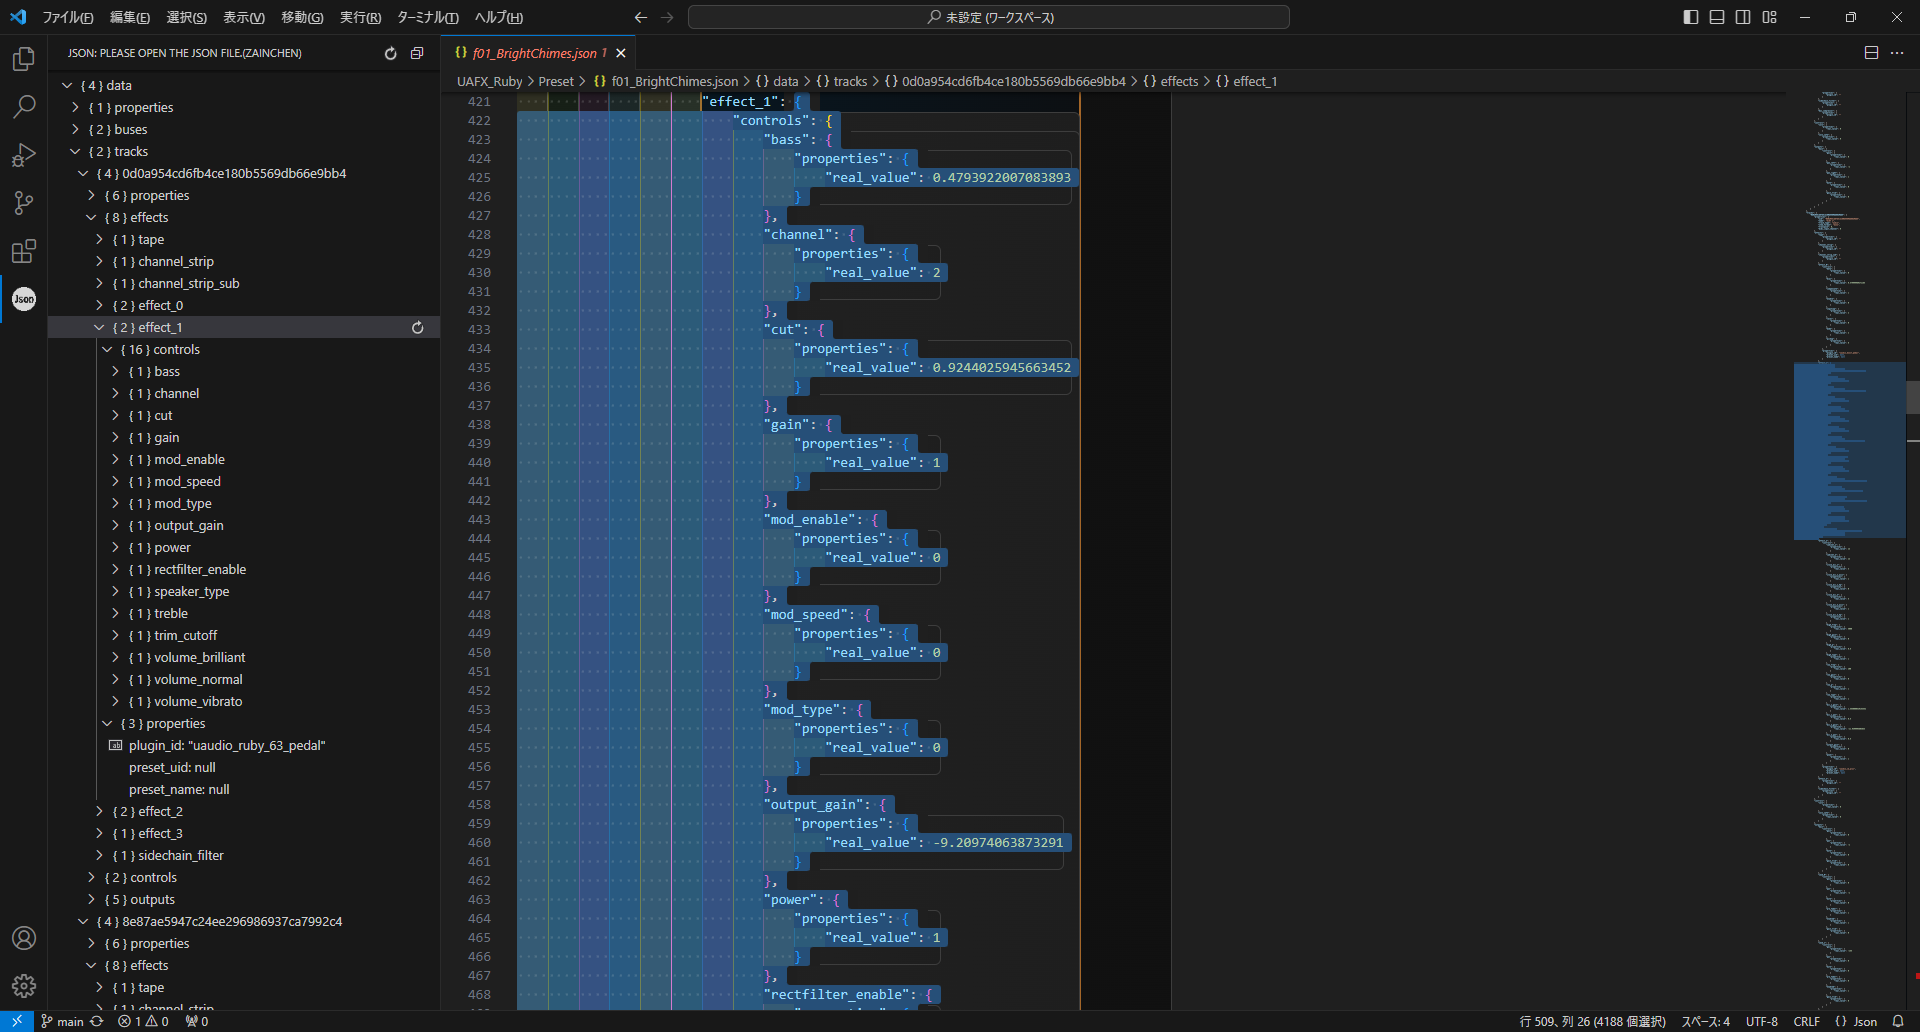 ファイル(F) 編集(E) 選択(S) 表示(V) 移動(G) 実行(R) ターミナル(T) ヘルプ(H)
未設定 (ワークスペース)
JSON: PLEASE OPEN THE JSON FILE.(ZAINCHEN)
{ 4 } data
{ 1 } properties
{ 2 } buses
{ 2 } tracks
{ 4 } 0d0a954cd6fb4ce180b5569db66e9bb4
{ 6 } properties
{ 8 } effects
{ 1 } tape
{ 1 } channel_strip
{ 1 } channel_strip_sub
{ 2 } effect_0
{ 2 } effect_1
{ 16 } controls
{ 1 } bass
{ 1 } channel
{ 1 } cut
{ 1 } gain
{ 1 } mod_enable
{ 1 } mod_speed
{ 1 } mod_type
{ 1 } output_gain
{ 1 } power
{ 1 } rectfilter_enable
{ 1 } speaker_type
{ 1 } treble
{ 1 } trim_cutoff
{ 1 } volume_brilliant
{ 1 } volume_normal
{ 1 } volume_vibrato
{ 3 } properties
plugin_id: "uaudio_ruby_63_pedal"
preset_uid: null
preset_name: null
{ 2 } effect_2
{ 1 } effect_3
{ 1 } sidechain_filter
{ 2 } controls
{ 5 } outputs
{ 4 } 8e87ae5947c24ee296986937ca7992c4
{ 6 } properties
{ 8 } effects
{ 1 } tape
{ 1 } channel_strip
Json
{} f01_BrightChimes.json 1
UAFX_Ruby > Preset > {} f01_BrightChimes.json > {} data > {} tracks > {} 0d0a954cd6fb4ce180b5569db66e9bb4 > {} effects > {} effect_1
421 "effect_1": {
422 "controls": {
423 "bass": {
424 "properties": {
425 "real_value": 0.4793922007083893
426 }
427 },
428 "channel": {
429 "properties": {
430 "real_value": 2
431 }
432 },
433 "cut": {
434 "properties": {
435 "real_value": 0.9244025945663452
436 }
437 },
438 "gain": {
439 "properties": {
440 "real_value": 1
441 }
442 },
443 "mod_enable": {
444 "properties": {
445 "real_value": 0
446 }
447 },
448 "mod_speed": {
449 "properties": {
450 "real_value": 0
451 }
452 },
453 "mod_type": {
454 "properties": {
455 "real_value": 0
456 }
457 },
458 "output_gain": {
459 "properties": {
460 "real_value": -9.20974063873291
461 }
462 },
463 "power": {
464 "properties": {
465 "real_value": 1
466 }
467 },
468 "rectfilter_enable": {
main 1 0 0 行 509、列 26 (4188 個選択) スペース: 4 UTF-8 CRLF {} Json